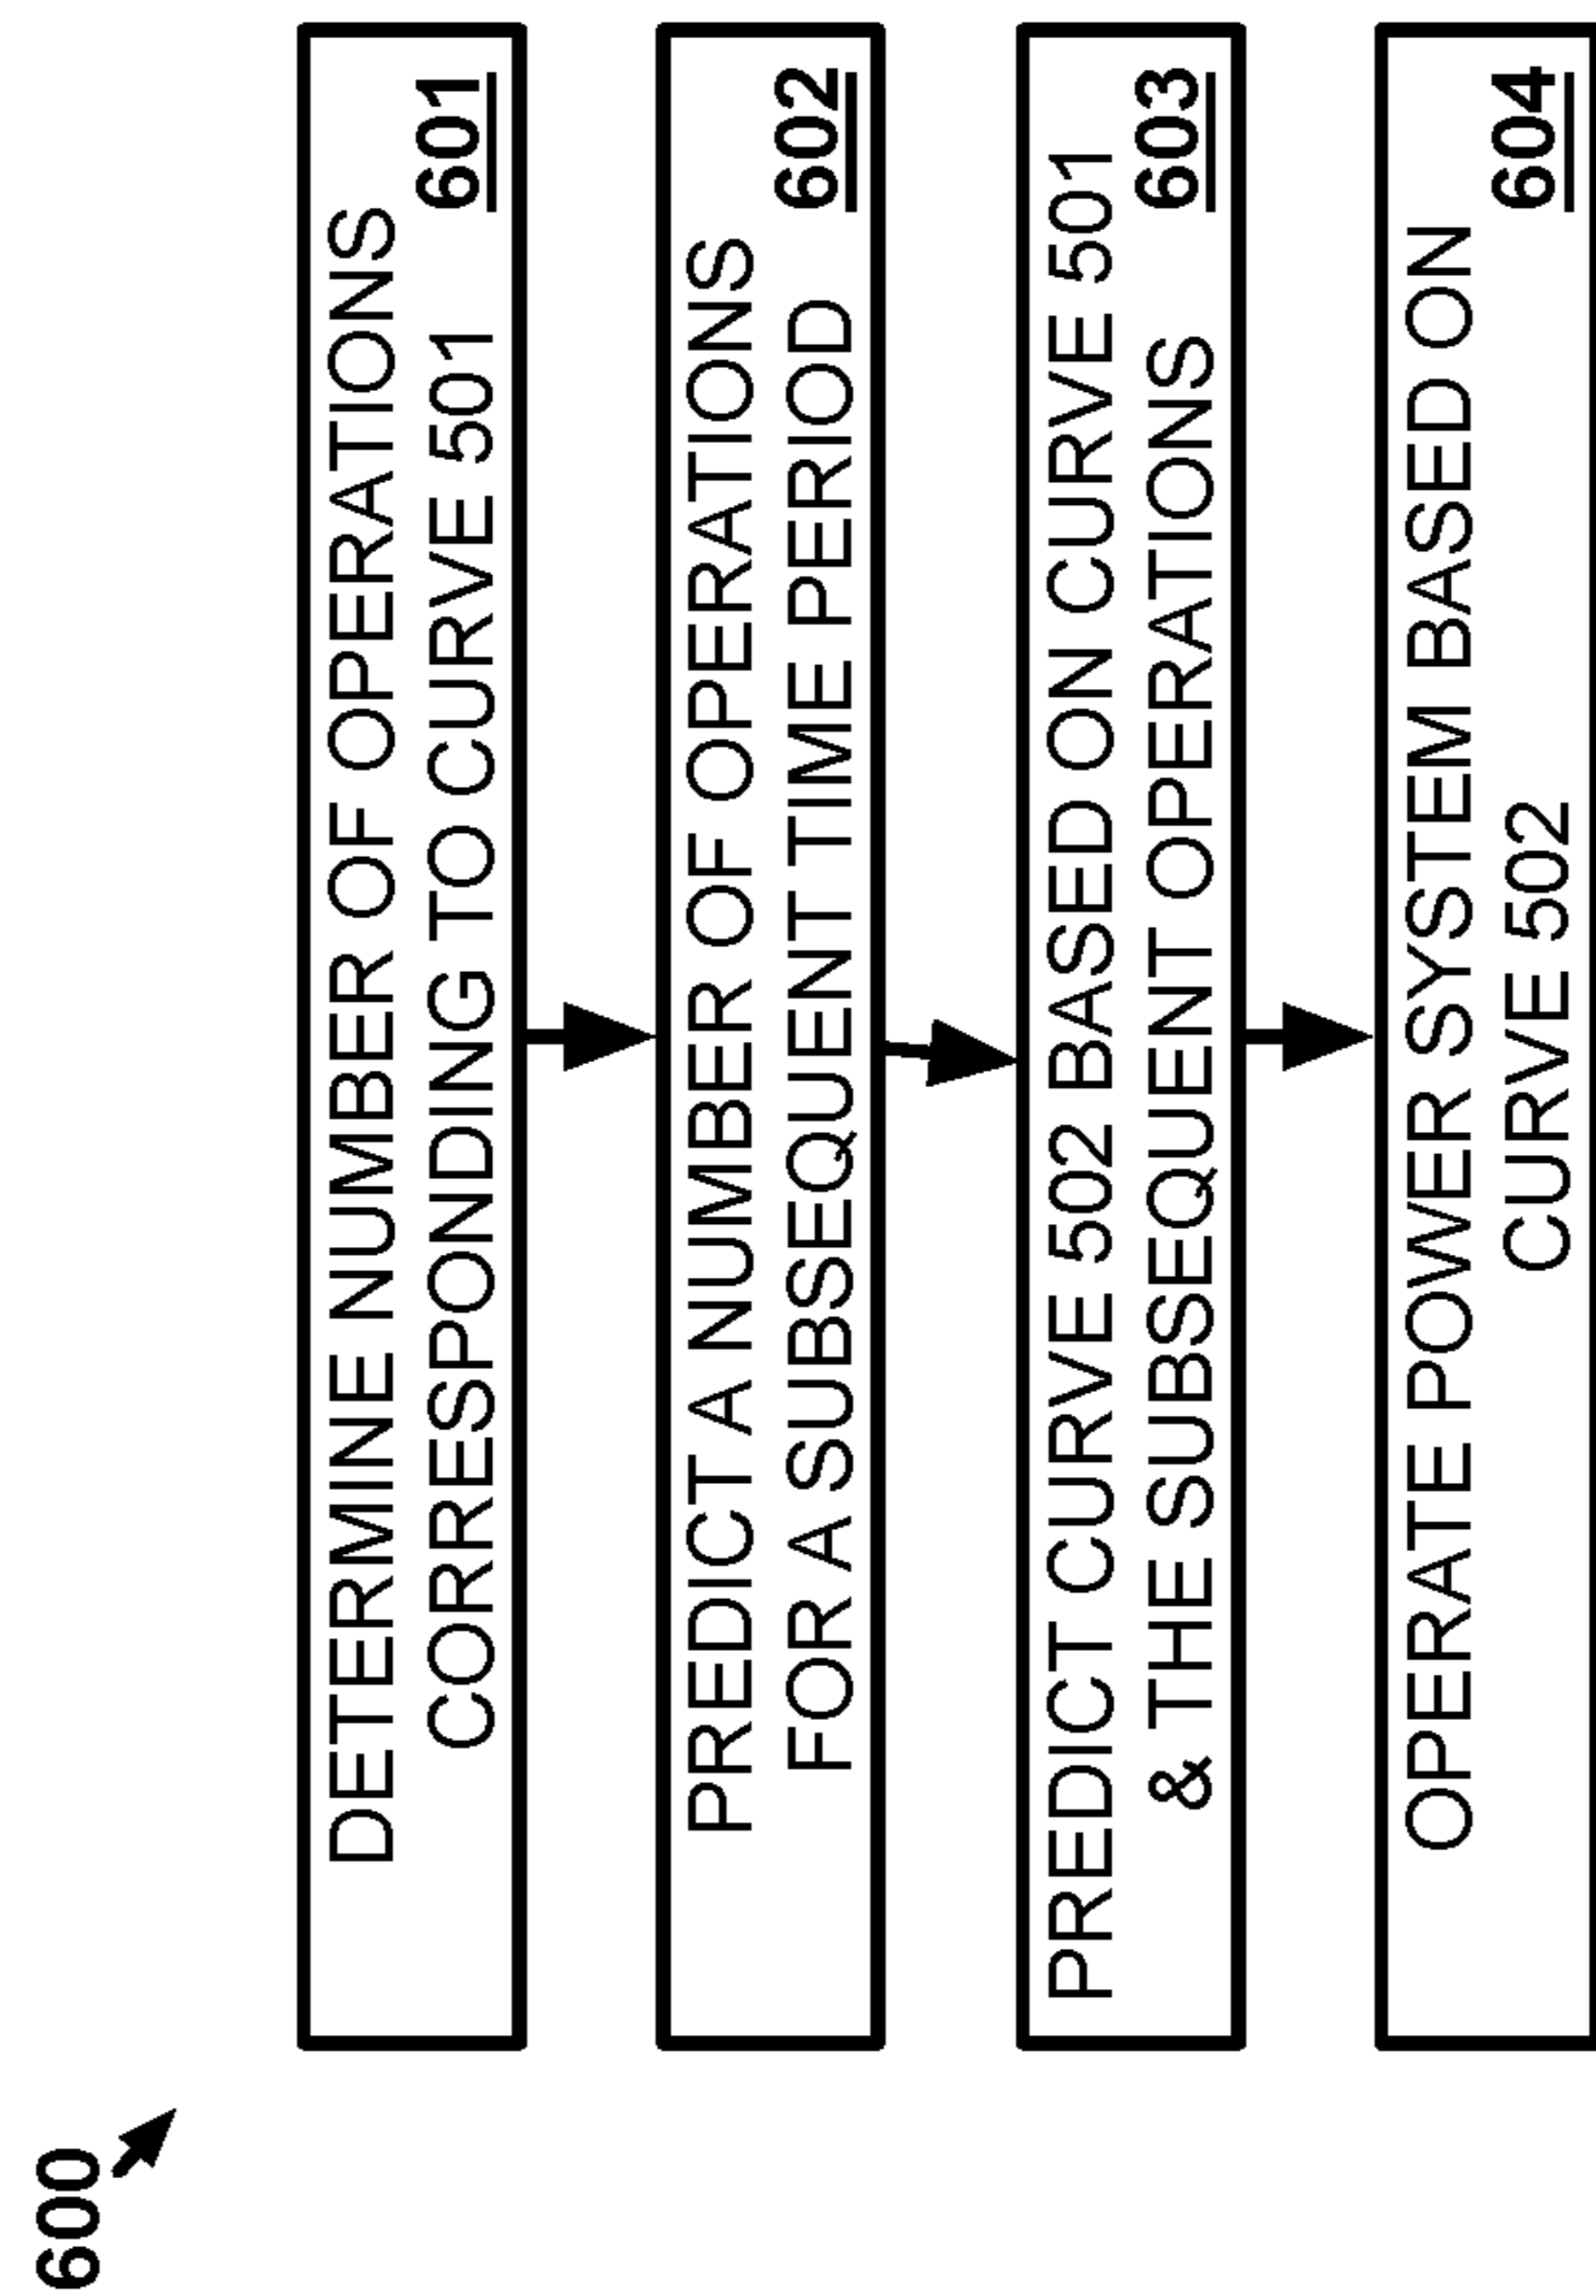 600
DETERMINE NUMBER OF OPERATIONS
CORRESPONDING TO CURVE 501
601
PREDICT A NUMBER OF OPERATIONS
FOR A SUBSEQUENT TIME PERIOD
602
PREDICT CURVE 502 BASED ON CURVE 501
& THE SUBSEQUENT OPERATIONS
603
OPERATE POWER SYSTEM BASED ON
CURVE 502
604